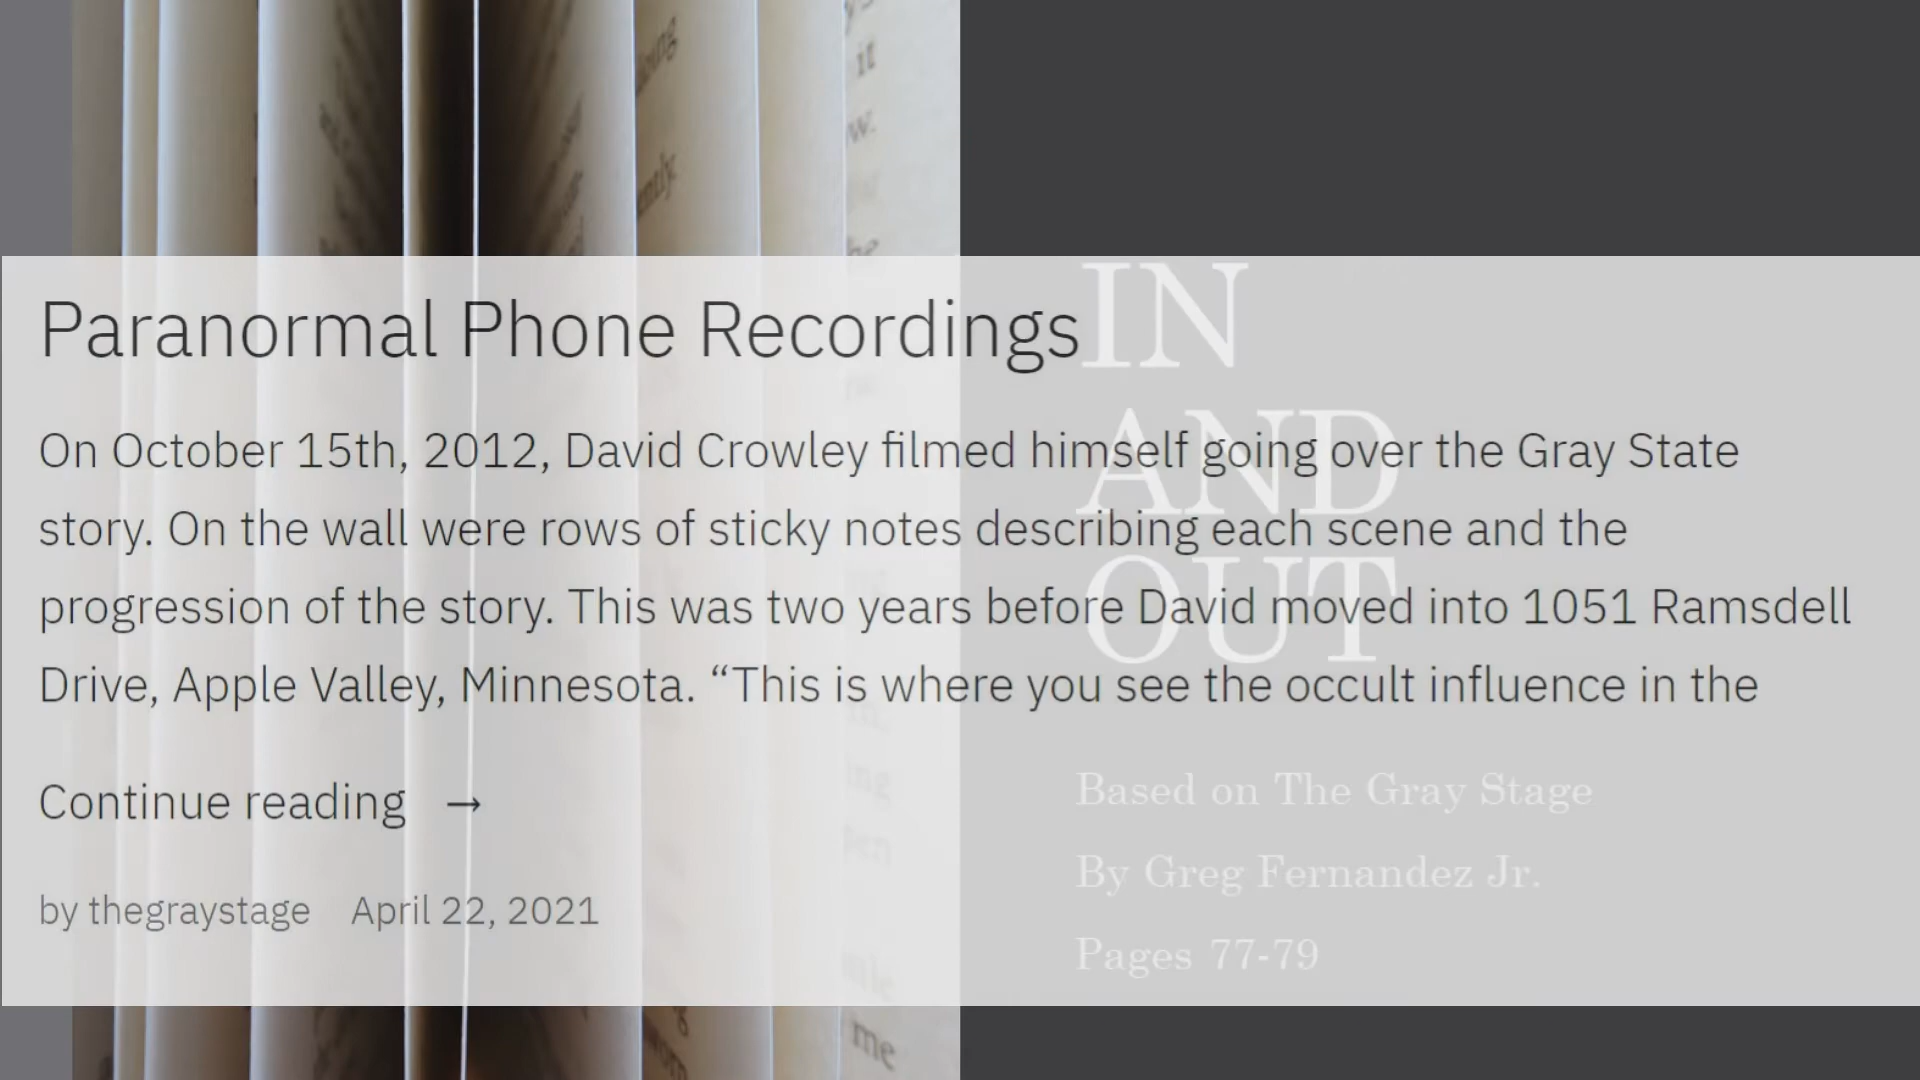 Paranormal Phone Recordings
On October 15th, 2012, David Crowley filmed himself going over the Gray State
story. On the wall were rows of sticky notes describing each scene and the
progression of the story. This was two years before David moved into 1051 Ramsdell
Drive, Apple Valley, Minnesota. “This is where you see the occult influence in the
Continue reading →
by thegraystage April 22, 2021
IN
AND
OUT
Based on The Gray Stage
By Greg Fernandez Jr.
Pages 77-79
it
w.
me